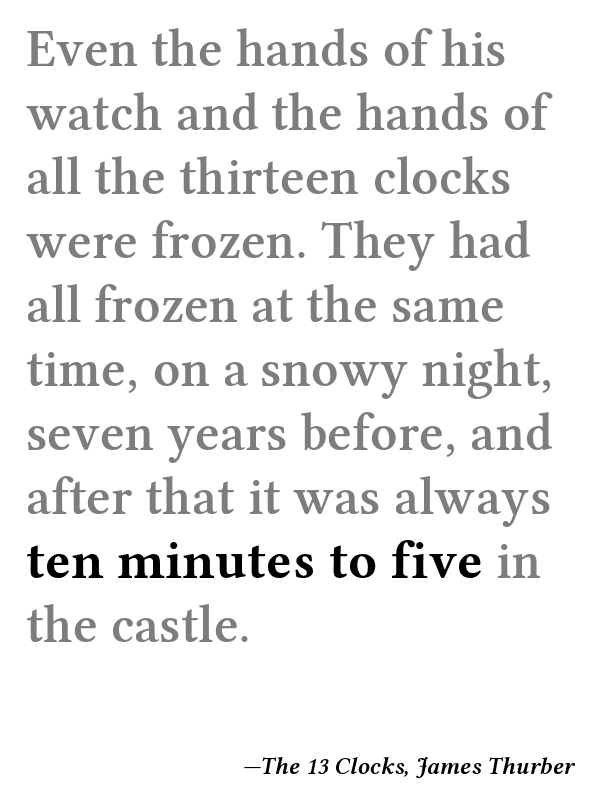 Even the hands of his
watch and the hands of
all the thirteen clocks
were frozen. They had
all frozen at the same
time, on a snowy night,
seven years before, and
after that it was always
ten minutes to five in
the castle.
—The 13 Clocks, James Thurber